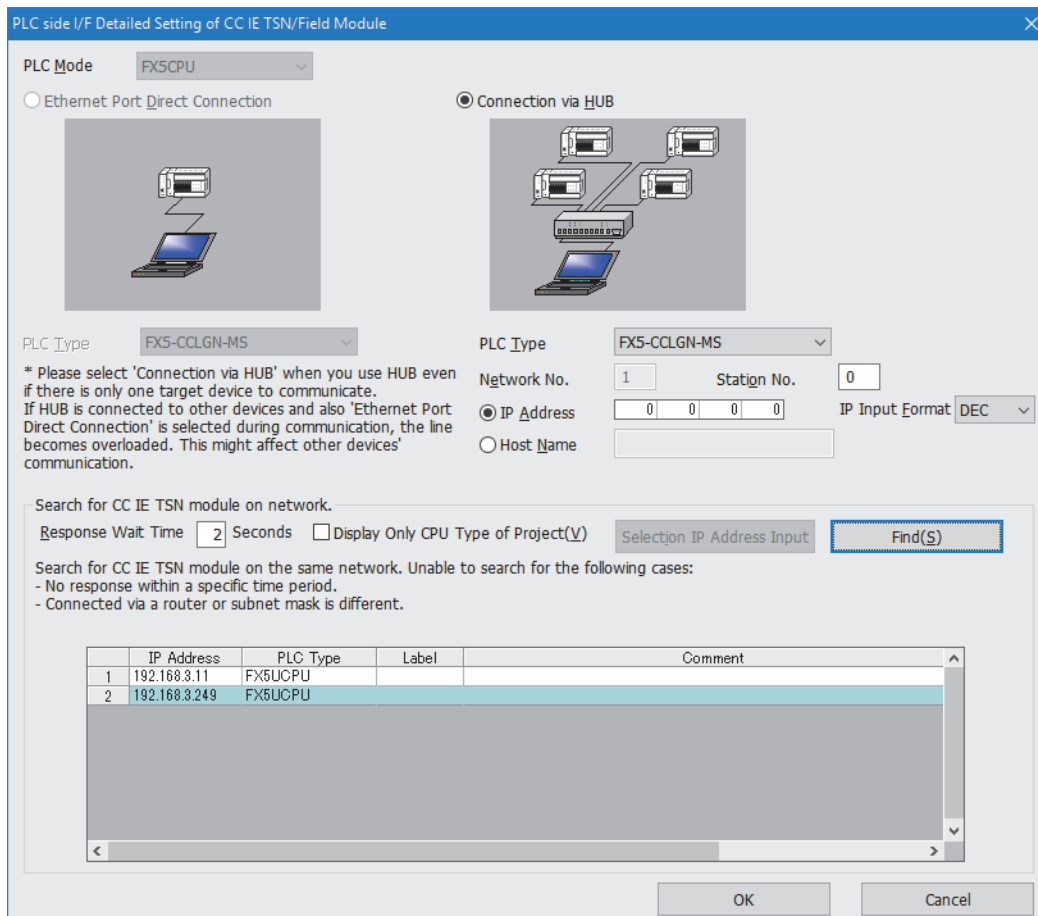 PLC side I/F Detailed Setting of CC IE TSN/Field Module
PLC Mode
FX5CPU
Ethernet Port Direct Connection
Connection via HUB
PLC Type
FX5-CCLGN-MS
* Please select 'Connection via HUB' when you use HUB even
if there is only one target device to communicate.
If HUB is connected to other devices and also 'Ethernet Port
Direct Connection' is selected during communication, the line
becomes overloaded. This might affect other devices'
communication.
PLC Type
FX5-CCLGN-MS
Network No.
1
Station No.
0
IP Address
0 0 0 0
IP Input Format
DEC
Host Name
Search for CC IE TSN module on network.
Response Wait Time 2 Seconds
Display Only CPU Type of Project(V)
Selection IP Address Input
Find(S)
Search for CC IE TSN module on the same network. Unable to search for the following cases:
- No response within a specific time period.
- Connected via a router or subnet mask is different.
IP Address PLC Type Label Comment
1 192.168.3.11 FX5UCPU
2 192.168.3.249 FX5UCPU
OK
Cancel